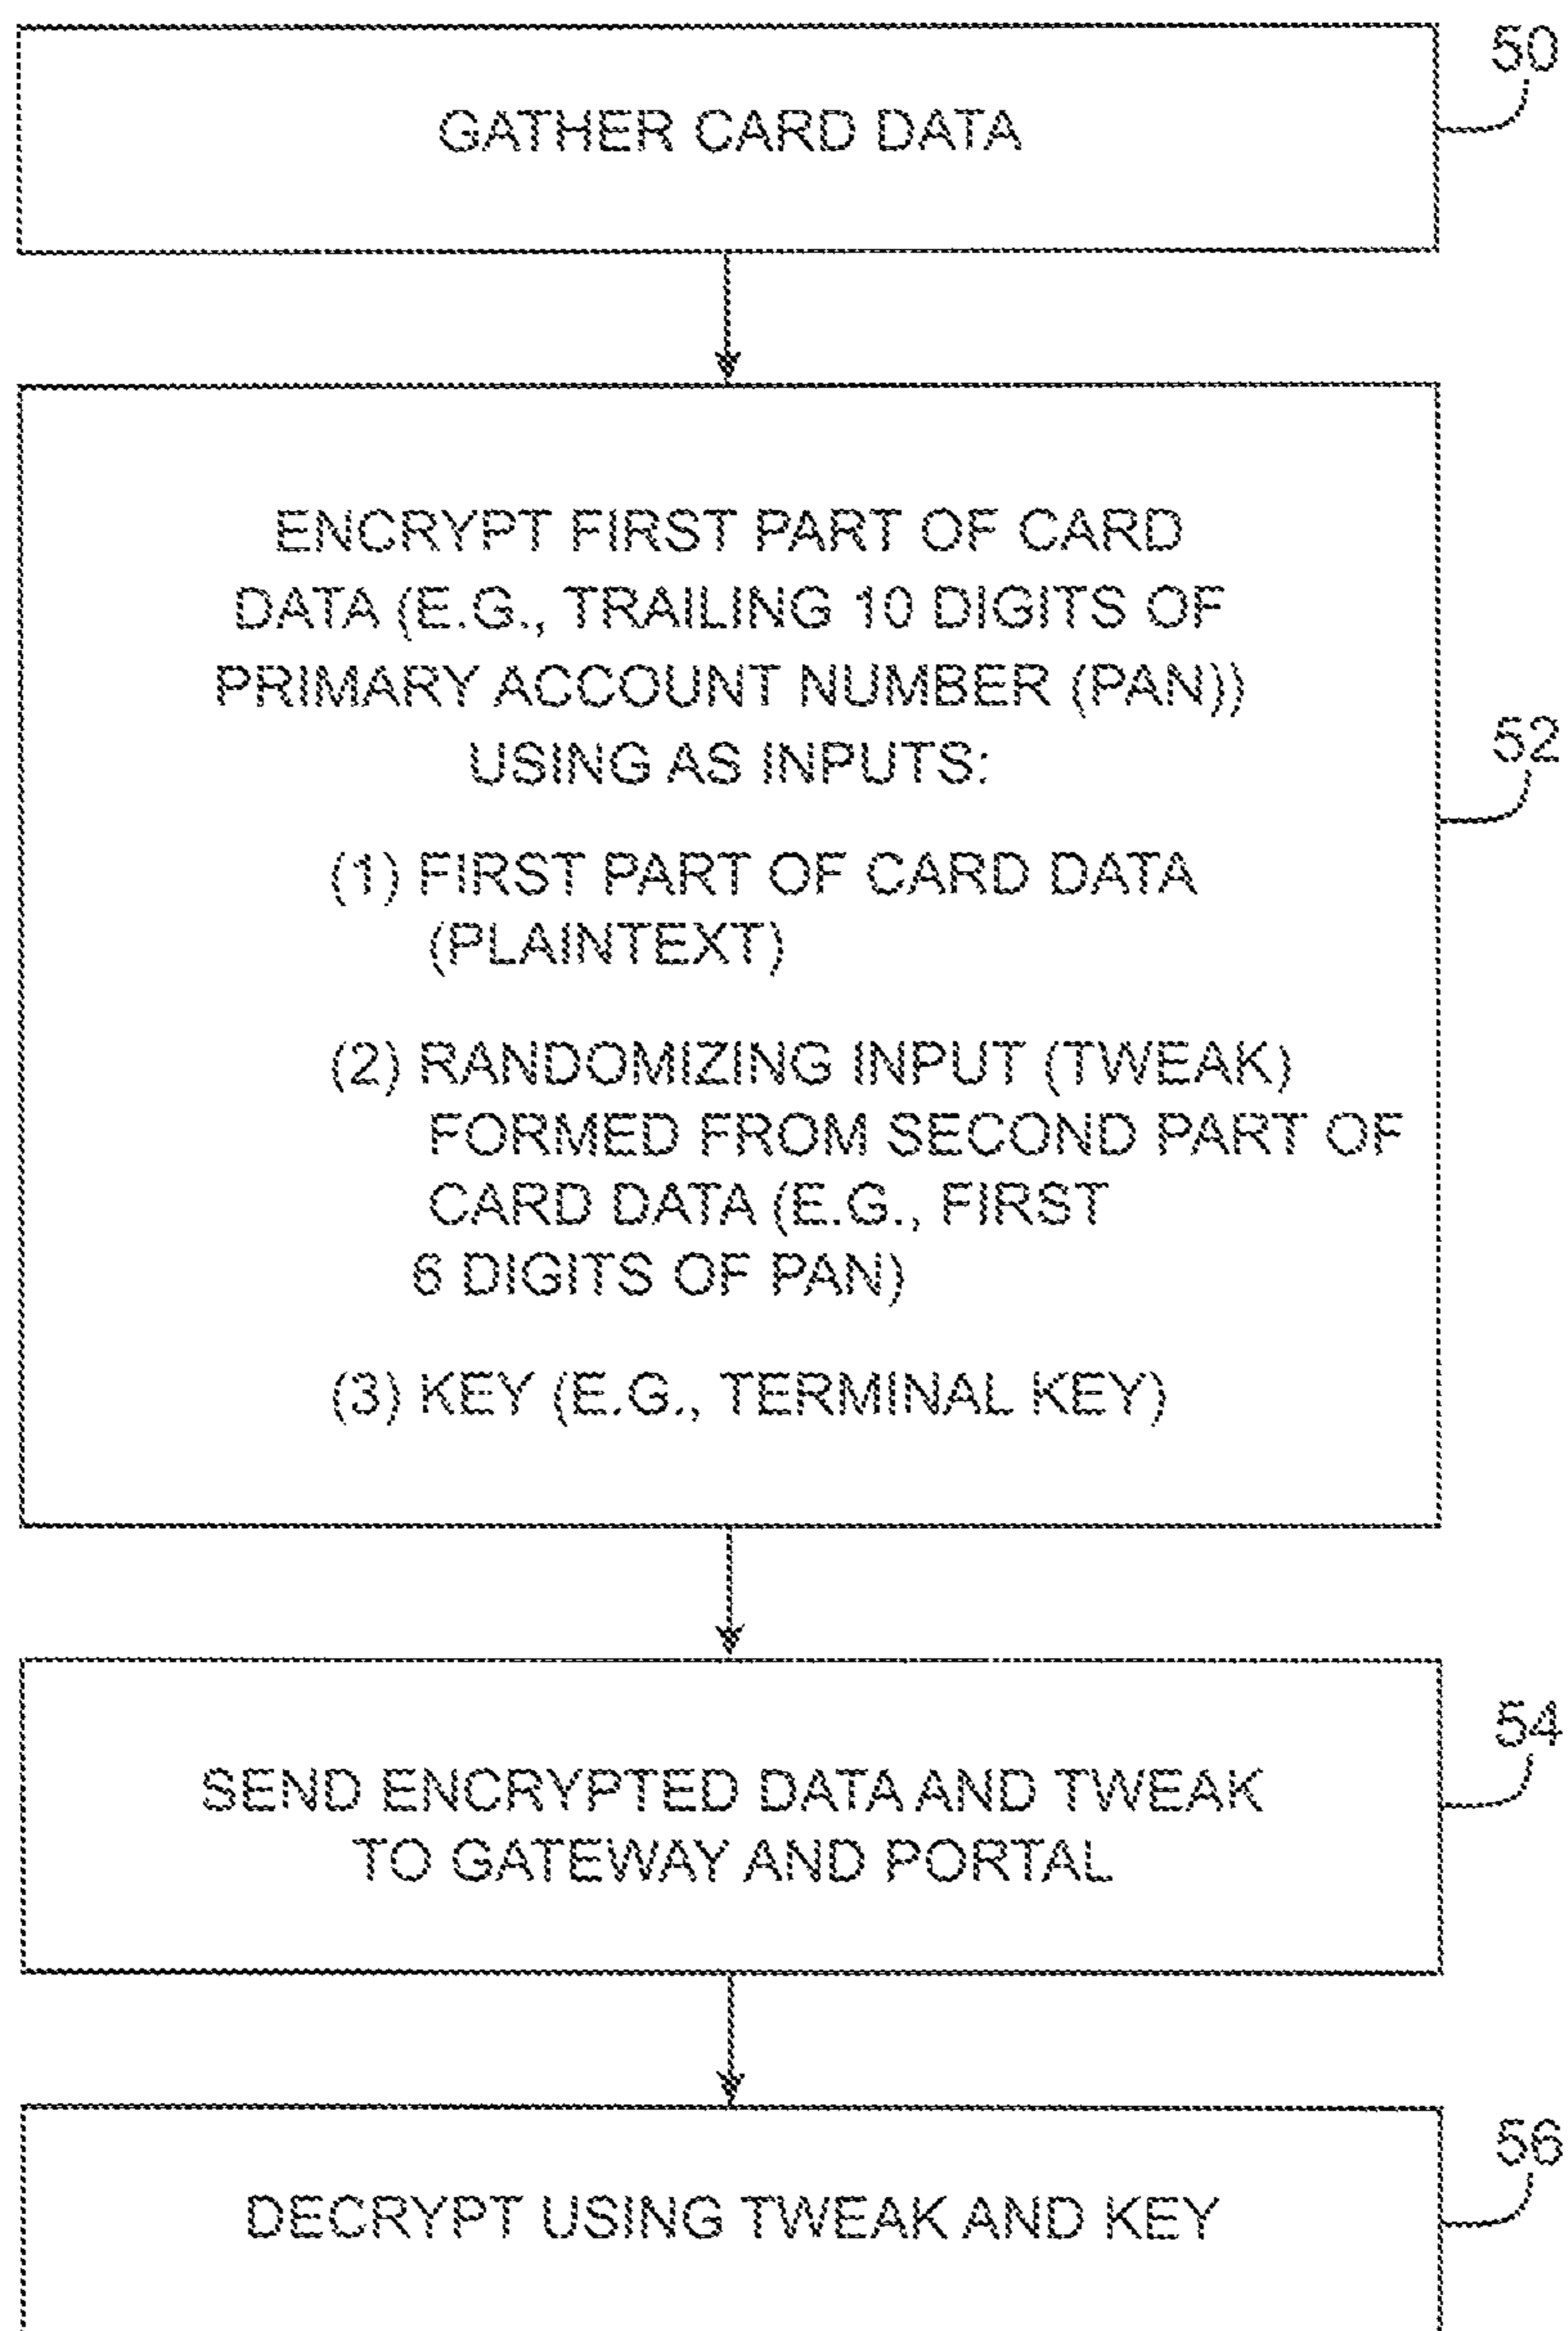 50
GATHER CARD DATA
ENCRYPT FIRST PART OF CARD
DATA (E.G., TRAILING 10 DIGITS OF
PRIMARY ACCOUNT NUMBER (PAN))
USING AS INPUTS:
52
(1) FIRST PART OF CARD DATA
(PLAINTEXT)
(2) RANDOMIZING INPUT (TWEAK)
FORMED FROM SECOND PART OF
CARD DATA (E.G., FIRST
6 DIGITS OF PAN)
(3) KEY (E.G., TERMINAL KEY)
54
SEND ENCRYPTED DATA AND TWEAK
TO GATEWAY AND PORTAL
56
DECRYPT USING TWEAK AND KEY